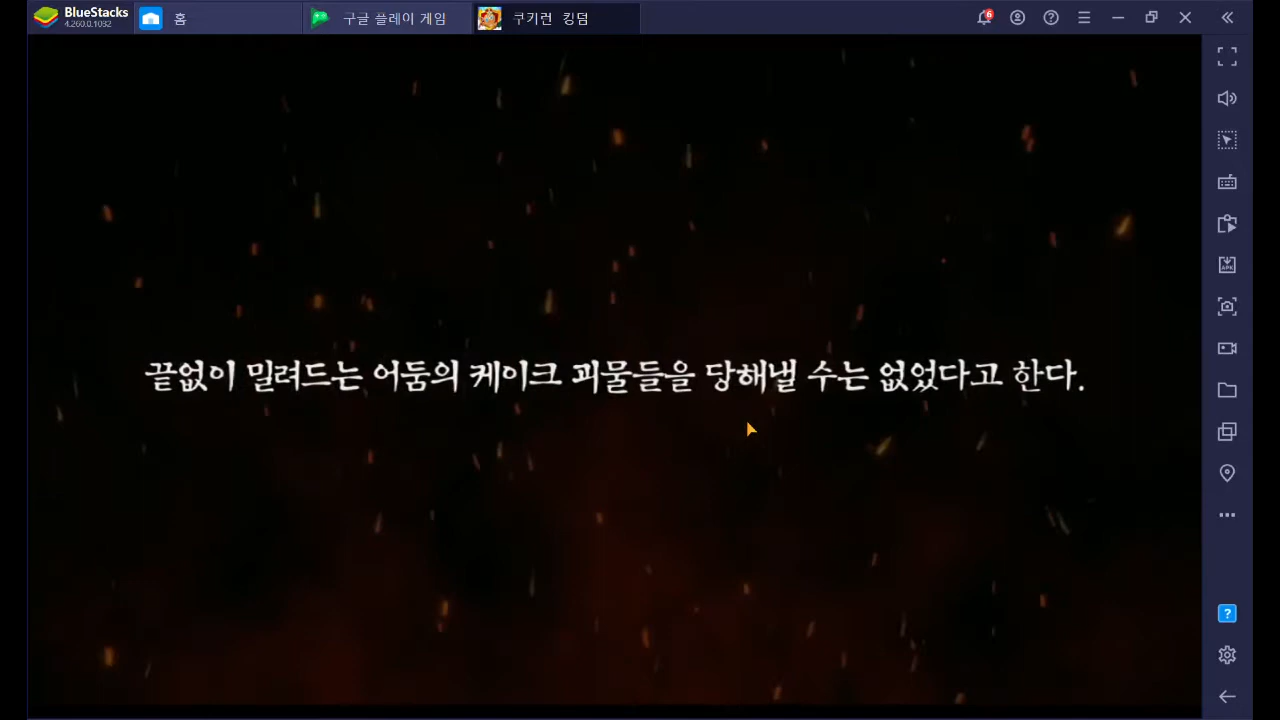 BlueStacks
4.260.0.1032
홈
구글 플레이 게임
쿠키런 킹덤
6
끝없이 밀려드는 어둠의 케이크 괴물들을 당해낼 수는 없었다고 한다.
APK